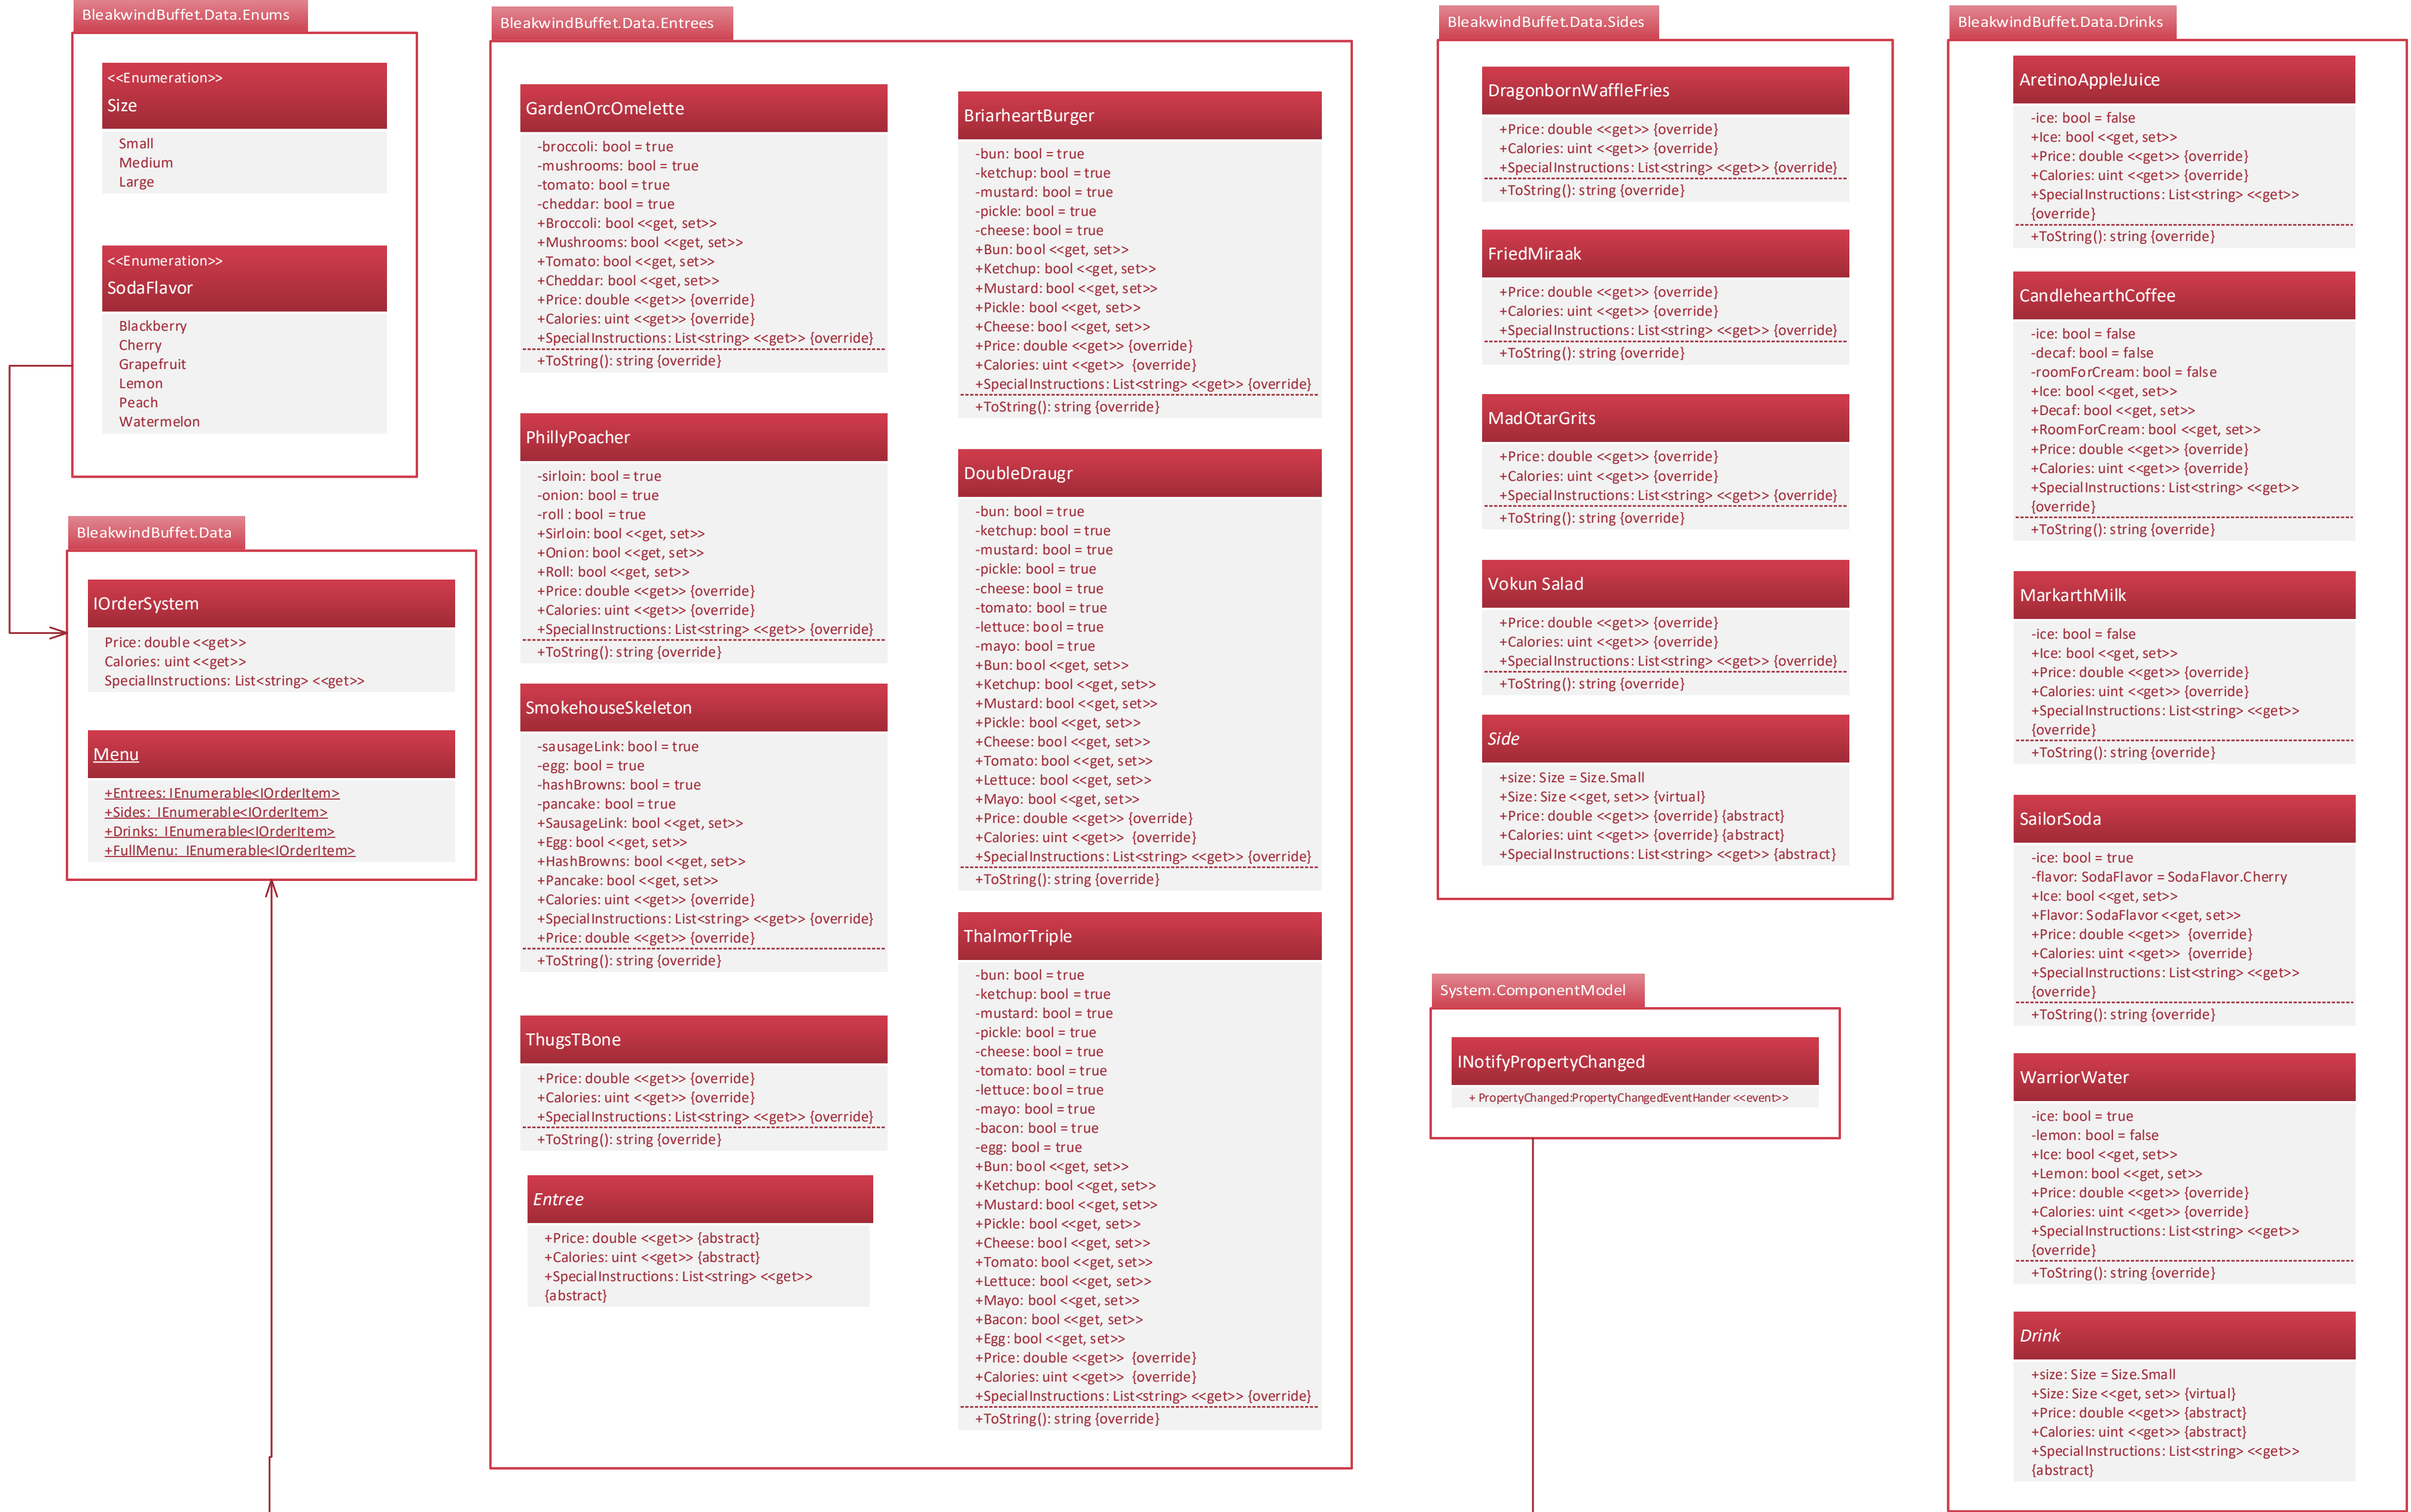 BleakwindBuffet.Data.Enums
<<Enumeration>>
Size
Small
Medium
Large
<<Enumeration>>
SodaFlavor
Blackberry
Cherry
Grapefruit
Lemon
Peach
Watermelon
BleakwindBuffet.Data
IOrderSystem
Price: double <<get>>
Calories: uint <<get>>
SpecialInstructions: List<string> <<get>>
Menu
+Entrees: IEnumerable<IOrderItem>
+Sides:  IEnumerable<IOrderItem>
+Drinks:  IEnumerable<IOrderItem>
+FullMenu:  IEnumerable<IOrderItem>
BleakwindBuffet.Data.Entrees
GardenOrcOmelette
-broccoli: bool = true
-mushrooms: bool = true
-tomato: bool = true
-cheddar: bool = true
+Broccoli: bool <<get, set>>
+Mushrooms: bool <<get, set>>
+Tomato: bool <<get, set>>
+Cheddar: bool <<get, set>>
+Price: double <<get>> {override}
+Calories: uint <<get>> {override}
+SpecialInstructions: List<string> <<get>> {override}
+ToString(): string {override}
PhillyPoacher
-sirloin: bool = true
-onion: bool = true
-roll : bool = true
+Sirloin: bool <<get, set>>
+Onion: bool <<get, set>>
+Roll: bool <<get, set>>
+Price: double <<get>> {override}
+Calories: uint <<get>> {override}
+SpecialInstructions: List<string> <<get>> {override}
+ToString(): string {override}
SmokehouseSkeleton
-sausageLink: bool = true
-egg: bool = true
-hashBrowns: bool = true
-pancake: bool = true
+SausageLink: bool <<get, set>>
+Egg: bool <<get, set>>
+HashBrowns: bool <<get, set>>
+Pancake: bool <<get, set>>
+Calories: uint <<get>> {override}
+SpecialInstructions: List<string> <<get>> {override}
+Price: double <<get>> {override}
+ToString(): string {override}
ThugsTBone
+Price: double <<get>> {override}
+Calories: uint <<get>> {override}
+SpecialInstructions: List<string> <<get>> {override}
+ToString(): string {override}
Entree
+Price: double <<get>> {abstract}
+Calories: uint <<get>> {abstract}
+SpecialInstructions: List<string> <<get>>
{abstract}
BriarheartBurger
-bun: bool = true
-ketchup: bool = true
-mustard: bool = true
-pickle: bool = true
-cheese: bool = true
+Bun: bool <<get, set>>
+Ketchup: bool <<get, set>>
+Mustard: bool <<get, set>>
+Pickle: bool <<get, set>>
+Cheese: bool <<get, set>>
+Price: double <<get>> {override}
+Calories: uint <<get>>  {override}
+SpecialInstructions: List<string> <<get>> {override}
+ToString(): string {override}
DoubleDraugr
-bun: bool = true
-ketchup: bool = true
-mustard: bool = true
-pickle: bool = true
-cheese: bool = true
-tomato: bool = true
-lettuce: bool = true
-mayo: bool = true
+Bun: bool <<get, set>>
+Ketchup: bool <<get, set>>
+Mustard: bool <<get, set>>
+Pickle: bool <<get, set>>
+Cheese: bool <<get, set>>
+Tomato: bool <<get, set>>
+Lettuce: bool <<get, set>>
+Mayo: bool <<get, set>>
+Price: double <<get>> {override}
+Calories: uint <<get>>  {override}
+SpecialInstructions: List<string> <<get>> {override}
+ToString(): string {override}
ThalmorTriple
-bun: bool = true
-ketchup: bool = true
-mustard: bool = true
-pickle: bool = true
-cheese: bool = true
-tomato: bool = true
-lettuce: bool = true
-mayo: bool = true
-bacon: bool = true
-egg: bool = true
+Bun: bool <<get, set>>
+Ketchup: bool <<get, set>>
+Mustard: bool <<get, set>>
+Pickle: bool <<get, set>>
+Cheese: bool <<get, set>>
+Tomato: bool <<get, set>>
+Lettuce: bool <<get, set>>
+Mayo: bool <<get, set>>
+Bacon: bool <<get, set>>
+Egg: bool <<get, set>>
+Price: double <<get>>  {override}
+Calories: uint <<get>>  {override}
+SpecialInstructions: List<string> <<get>> {override}
+ToString(): string {override}
BleakwindBuffet.Data.Sides
DragonbornWaffleFries
+Price: double <<get>> {override}
+Calories: uint <<get>> {override}
+SpecialInstructions: List<string> <<get>> {override}
+ToString(): string {override}
FriedMiraak
+Price: double <<get>> {override}
+Calories: uint <<get>> {override}
+SpecialInstructions: List<string> <<get>> {override}
+ToString(): string {override}
MadOtarGrits
+Price: double <<get>> {override}
+Calories: uint <<get>> {override}
+SpecialInstructions: List<string> <<get>> {override}
+ToString(): string {override}
Vokun Salad
+Price: double <<get>> {override}
+Calories: uint <<get>> {override}
+SpecialInstructions: List<string> <<get>> {override}
+ToString(): string {override}
Side
+size: Size = Size.Small
+Size: Size <<get, set>> {virtual}
+Price: double <<get>> {override} {abstract}
+Calories: uint <<get>> {override} {abstract}
+SpecialInstructions: List<string> <<get>> {abstract}
System.ComponentModel
INotifyPropertyChanged
+ PropertyChanged:PropertyChangedEventHander <<event>>
BleakwindBuffet.Data.Drinks
AretinoAppleJuice
-ice: bool = false
+Ice: bool <<get, set>>
+Price: double <<get>> {override}
+Calories: uint <<get>> {override}
+SpecialInstructions: List<string> <<get>>
{override}
+ToString(): string {override}
CandlehearthCoffee
-ice: bool = false
-decaf: bool = false
-roomForCream: bool = false
+Ice: bool <<get, set>>
+Decaf: bool <<get, set>>
+RoomForCream: bool <<get, set>>
+Price: double <<get>> {override}
+Calories: uint <<get>> {override}
+SpecialInstructions: List<string> <<get>>
{override}
+ToString(): string {override}
MarkarthMilk
-ice: bool = false
+Ice: bool <<get, set>>
+Price: double <<get>> {override}
+Calories: uint <<get>> {override}
+SpecialInstructions: List<string> <<get>>
{override}
+ToString(): string {override}
SailorSoda
-ice: bool = true
-flavor: SodaFlavor = SodaFlavor.Cherry
+Ice: bool <<get, set>>
+Flavor: SodaFlavor <<get, set>>
+Price: double <<get>>  {override}
+Calories: uint <<get>>  {override}
+SpecialInstructions: List<string> <<get>>
{override}
+ToString(): string {override}
WarriorWater
-ice: bool = true
-lemon: bool = false
+Ice: bool <<get, set>>
+Lemon: bool <<get, set>>
+Price: double <<get>> {override}
+Calories: uint <<get>> {override}
+SpecialInstructions: List<string> <<get>>
{override}
+ToString(): string {override}
Drink
+size: Size = Size.Small
+Size: Size <<get, set>> {virtual}
+Price: double <<get>> {abstract}
+Calories: uint <<get>> {abstract}
+SpecialInstructions: List<string> <<get>>
{abstract}